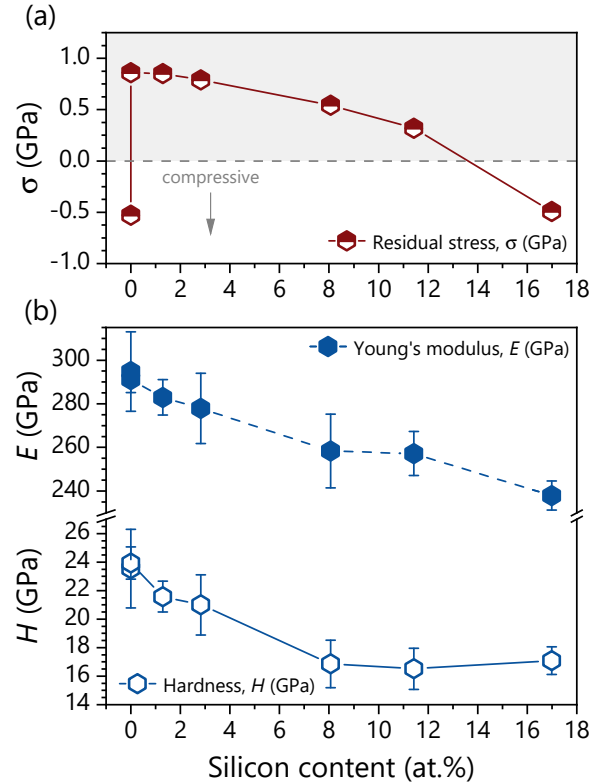 (a)
1.0
0.5
0.0
-0.5
-1.0
σ (GPa)
compressive
Residual stress, σ (GPa)
0 2 4 6 8 10 12 14 16 18
(b)
300
280
260
240
E (GPa)
Young's modulus, E (GPa)
26
24
22
20
18
16
14
H (GPa)
Hardness, H (GPa)
0 2 4 6 8 10 12 14 16 18
Silicon content (at.%)